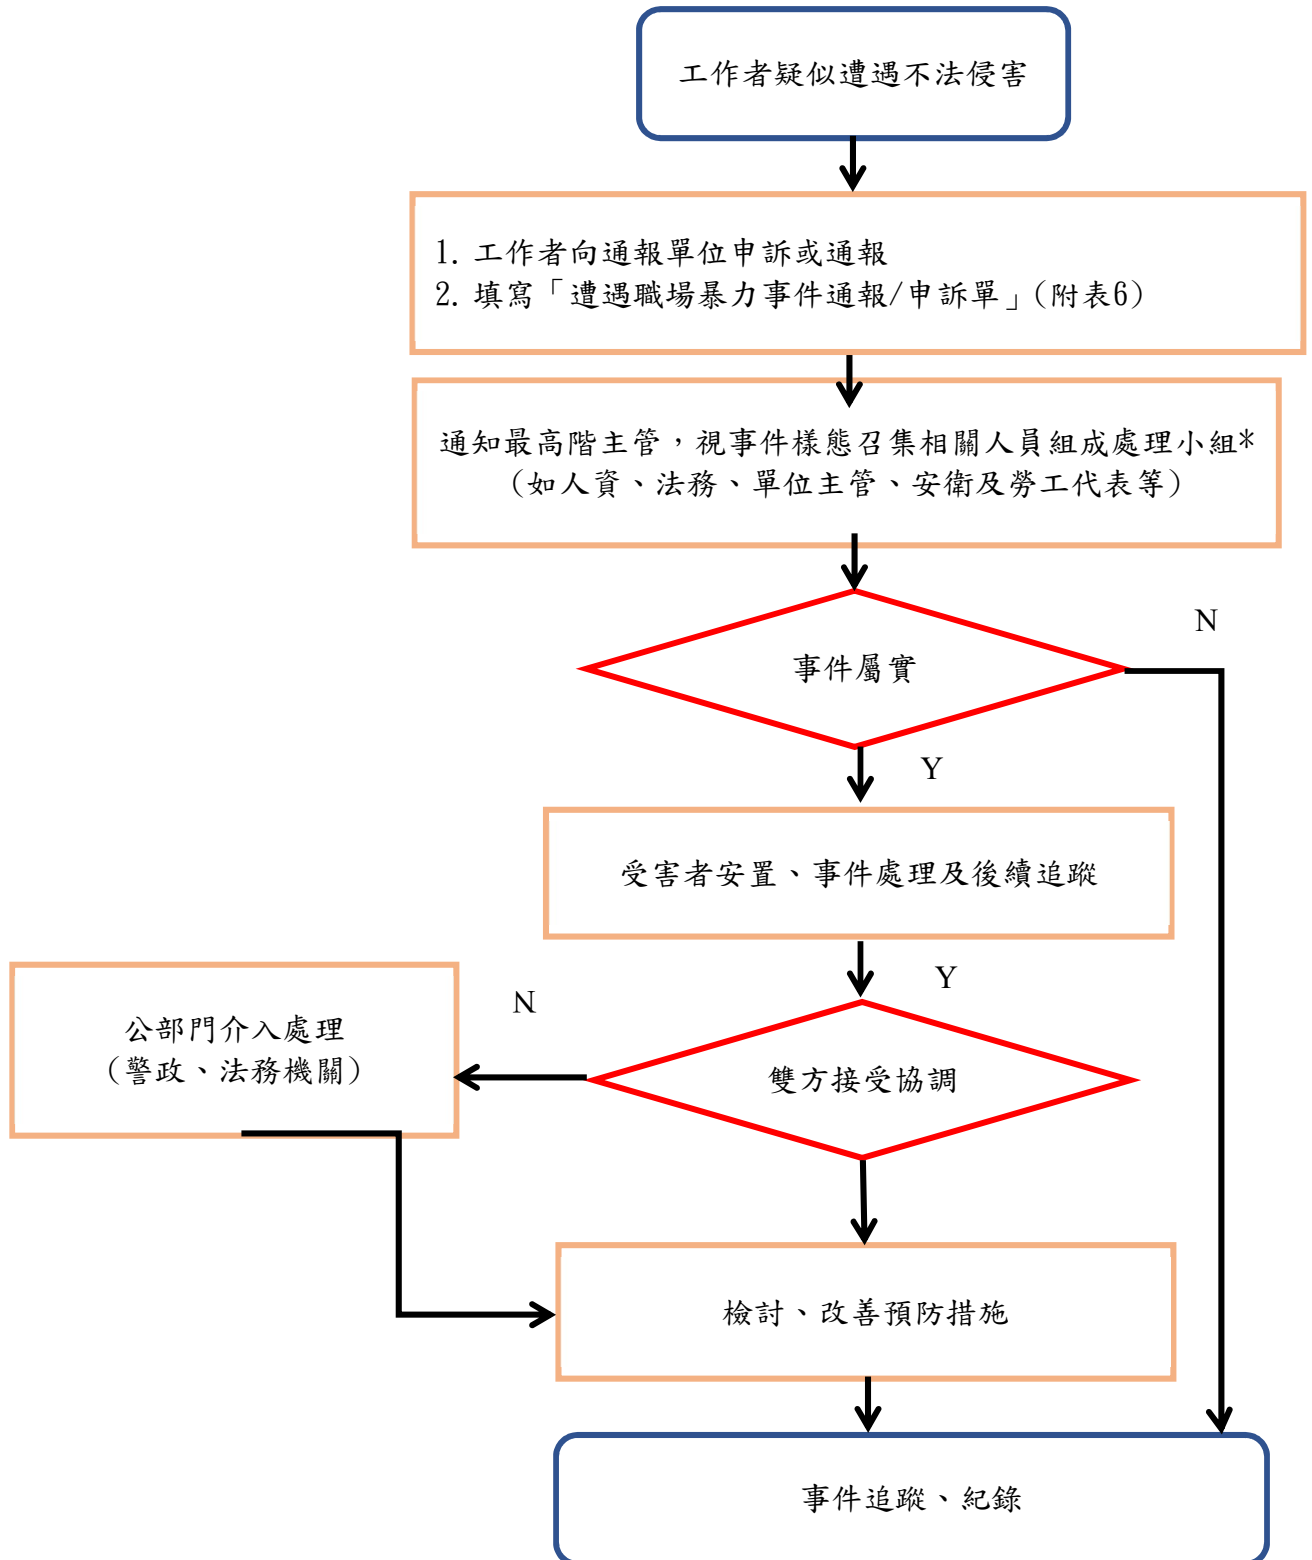 工作者疑似遭遇不法侵害
1. 工作者向通報單位申訴或通報
2. 填寫「遭遇職場暴力事件通報/申訴單」(附表6)
通知最高階主管，視事件樣態召集相關人員組成處理小組*
(如人資、法務、單位主管、安衛及勞工代表等)
N
事件屬實
Y
受害者安置、事件處理及後續追蹤
Y
N
公部門介入處理
(警政、法務機關)
雙方接受協調
檢討、改善預防措施
事件追蹤、紀錄